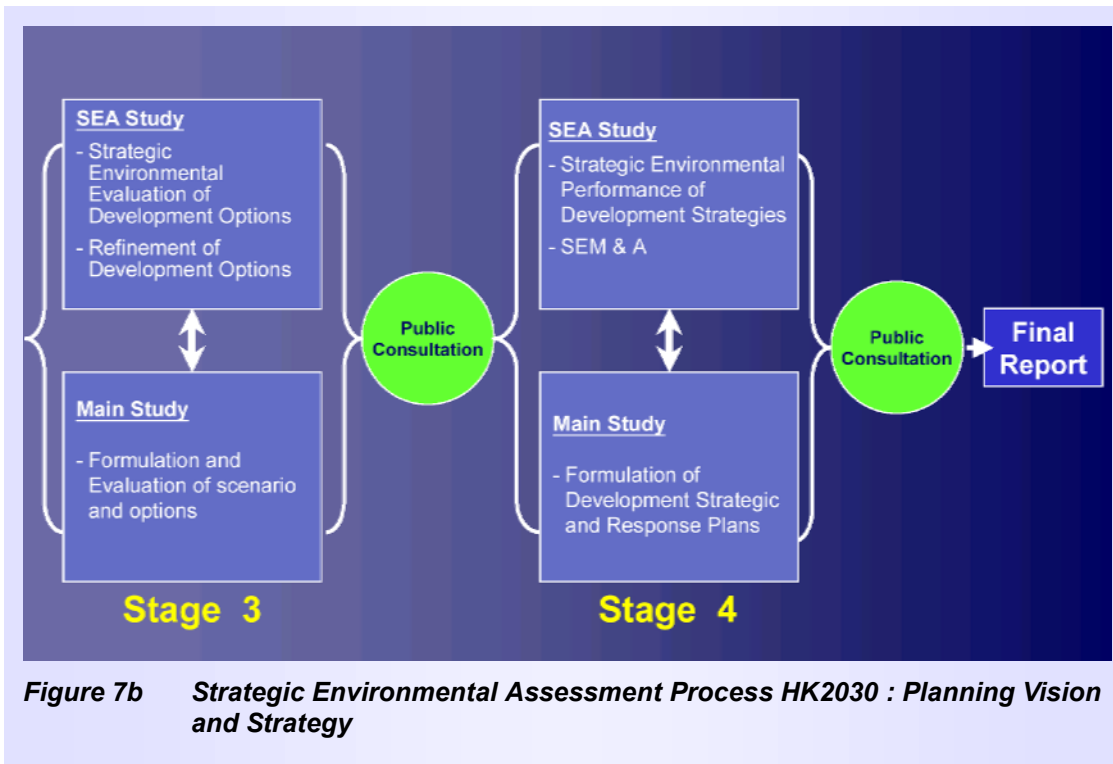 SEA Study
- Strategic
Environmental
Evaluation of
Development Options
- Refinement of
Development Options
Main Study
- Formulation and
Evaluation of scenario
and options
Stage 3
Public
Consultation
SEA Study
- Strategic Environmental
Performance of
Development Strategies
- SEM & A
Main Study
- Formulation of
Development Strategic
and Response Plans
Stage 4
Public
Consultation
Final
Report
Figure 7b Strategic Environmental Assessment Process HK2030 : Planning Vision
and Strategy